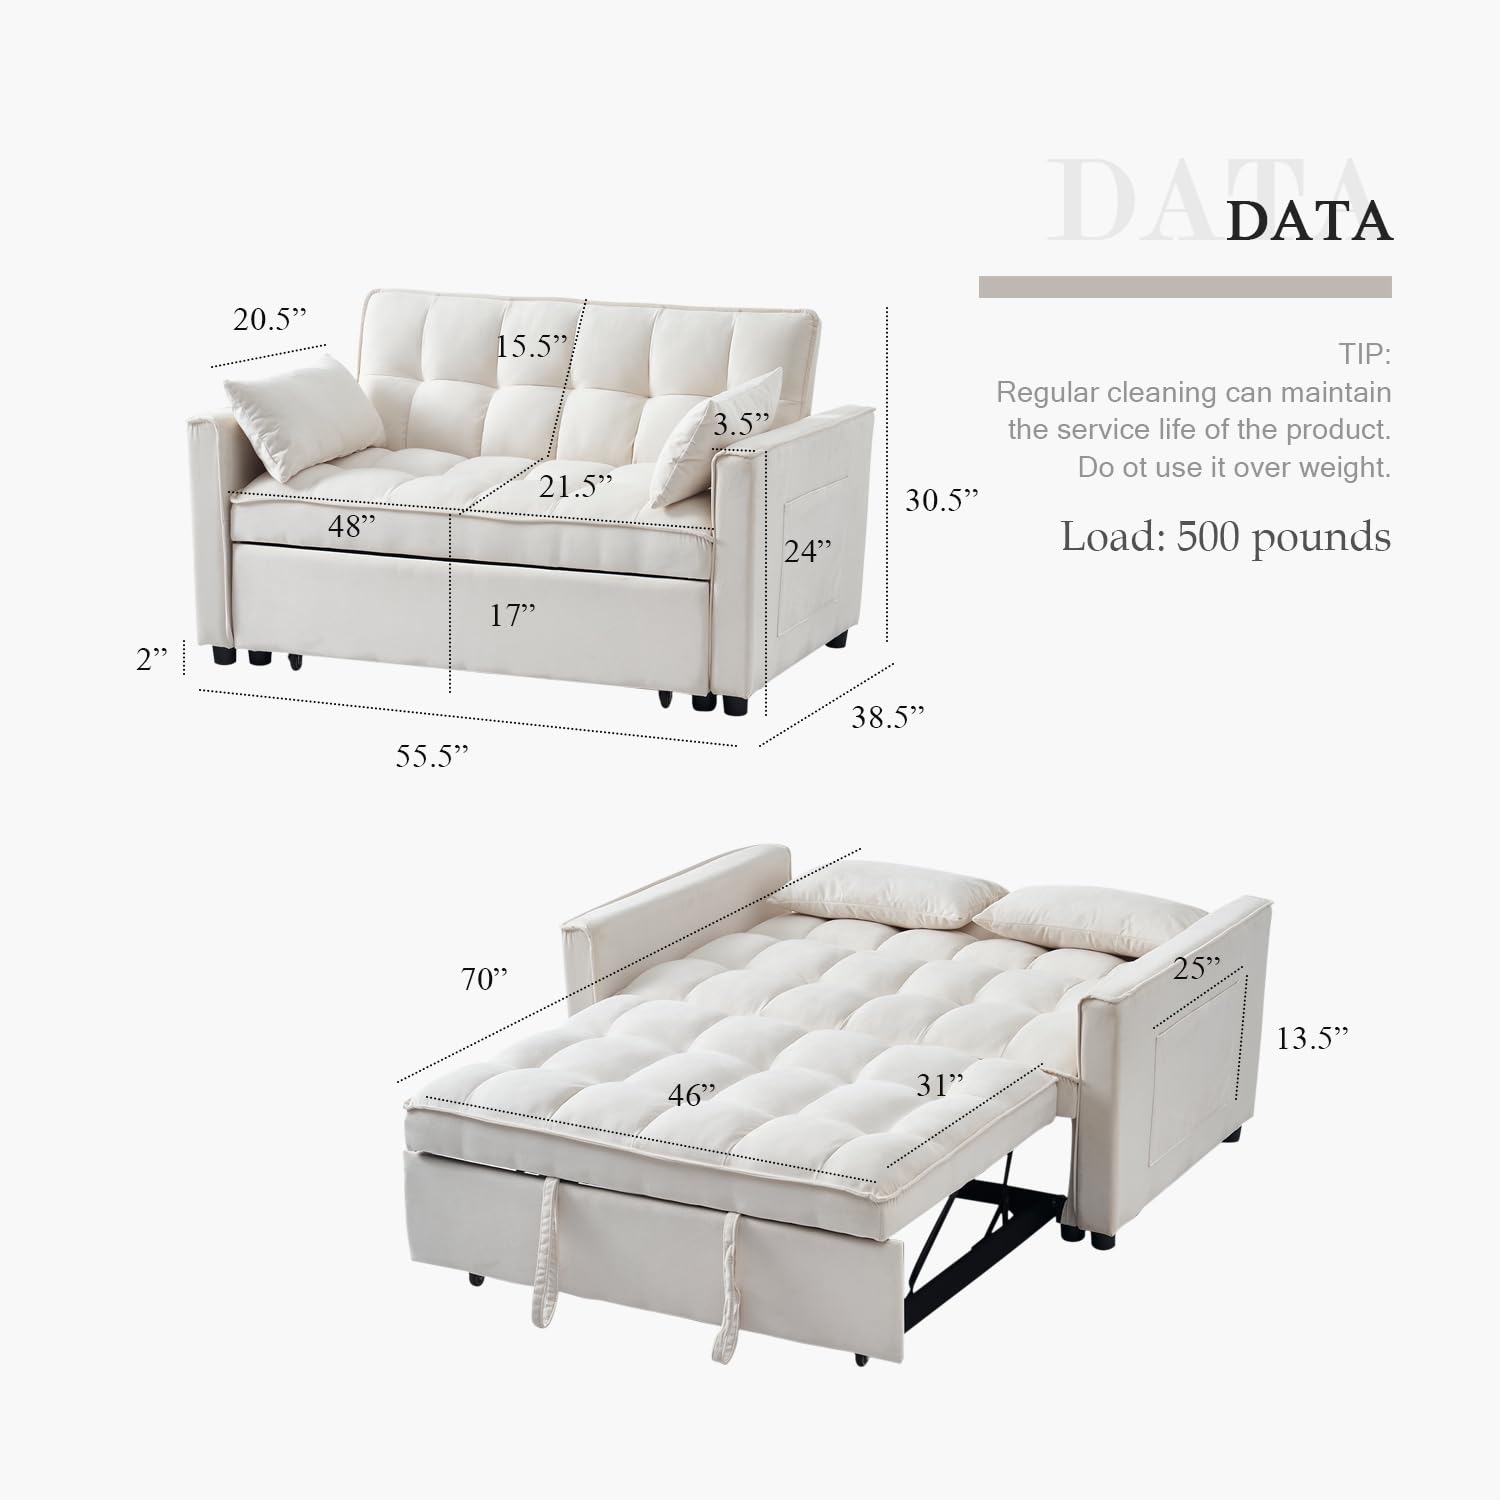 DATA
DATA
TIP:
Regular cleaning can maintain
the service life of the product.
Do ot use it over weight.
Load: 500 pounds
20.5”
15.5”
3.5”
21.5”
48”
30.5”
24”
17”
2”
38.5”
55.5”
70”
25”
13.5”
46”
31”